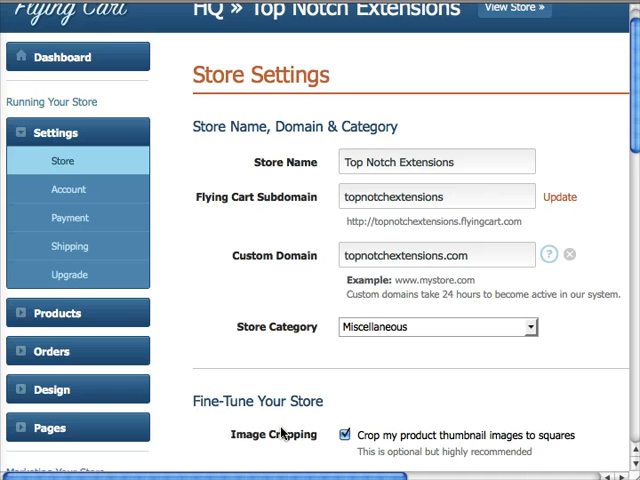 Flying Cart
HQ » Top Notch Extensions
View Store »
Dashboard
Running Your Store
Settings
Store
Account
Payment
Shipping
Upgrade
Products
Orders
Design
Pages
Marketing Your Store
Store Settings
Store Name, Domain & Category
Store Name
Top Notch Extensions
Flying Cart Subdomain
topnotchextensions
Update
http://topnotchextensions.flyingcart.com
Custom Domain
topnotchextensions.com
?
Example: www.mystore.com
Custom domains take 24 hours to become active in our system.
Store Category
Miscellaneous
Fine-Tune Your Store
Image Cropping
Crop my product thumbnail images to squares
This is optional but highly recommended